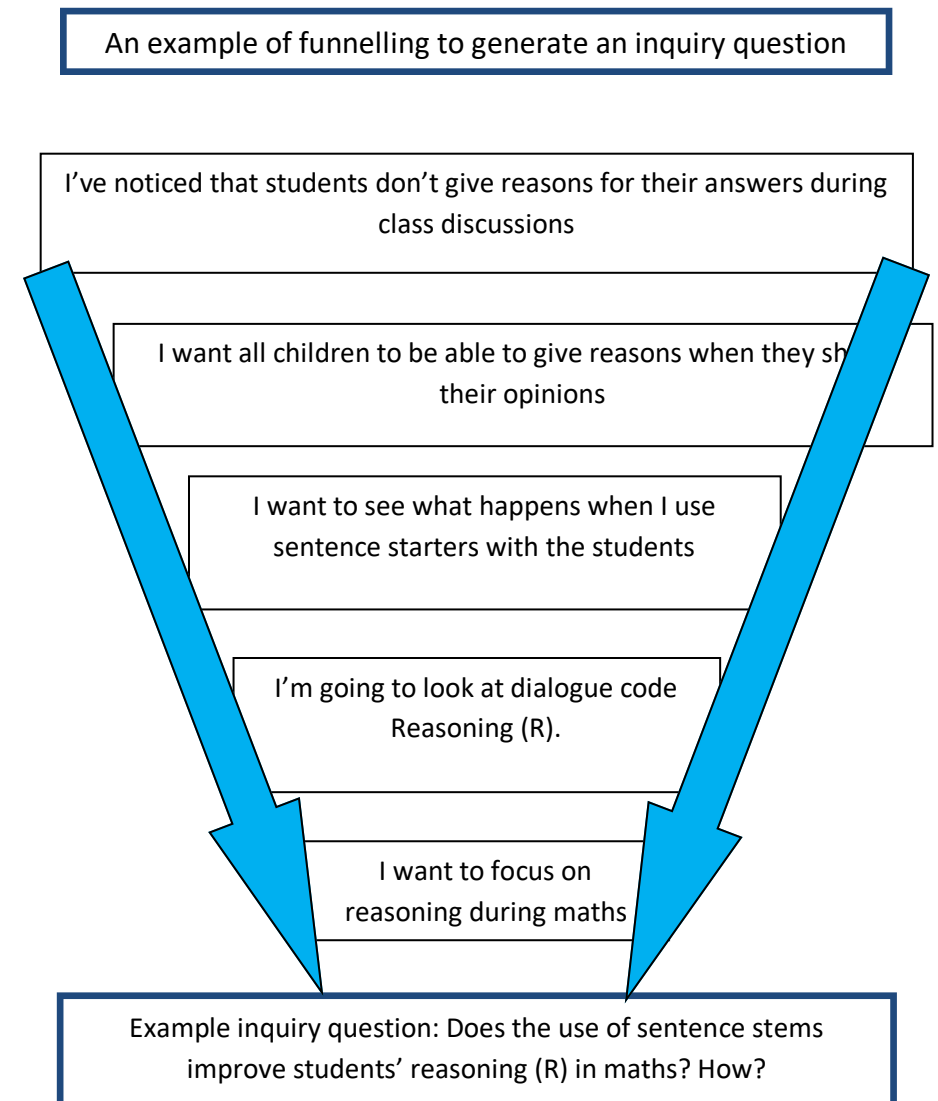 An example of funnelling to generate an inquiry question
I’ve noticed that students don’t give reasons for their answers during
class discussions
I want all children to be able to give reasons when they sh
their opinions
I want to see what happens when I use
sentence starters with the students
I’m going to look at dialogue code
Reasoning (R).
I want to focus on
reasoning during maths
Example inquiry question: Does the use of sentence stems
improve students’ reasoning (R) in maths? How?